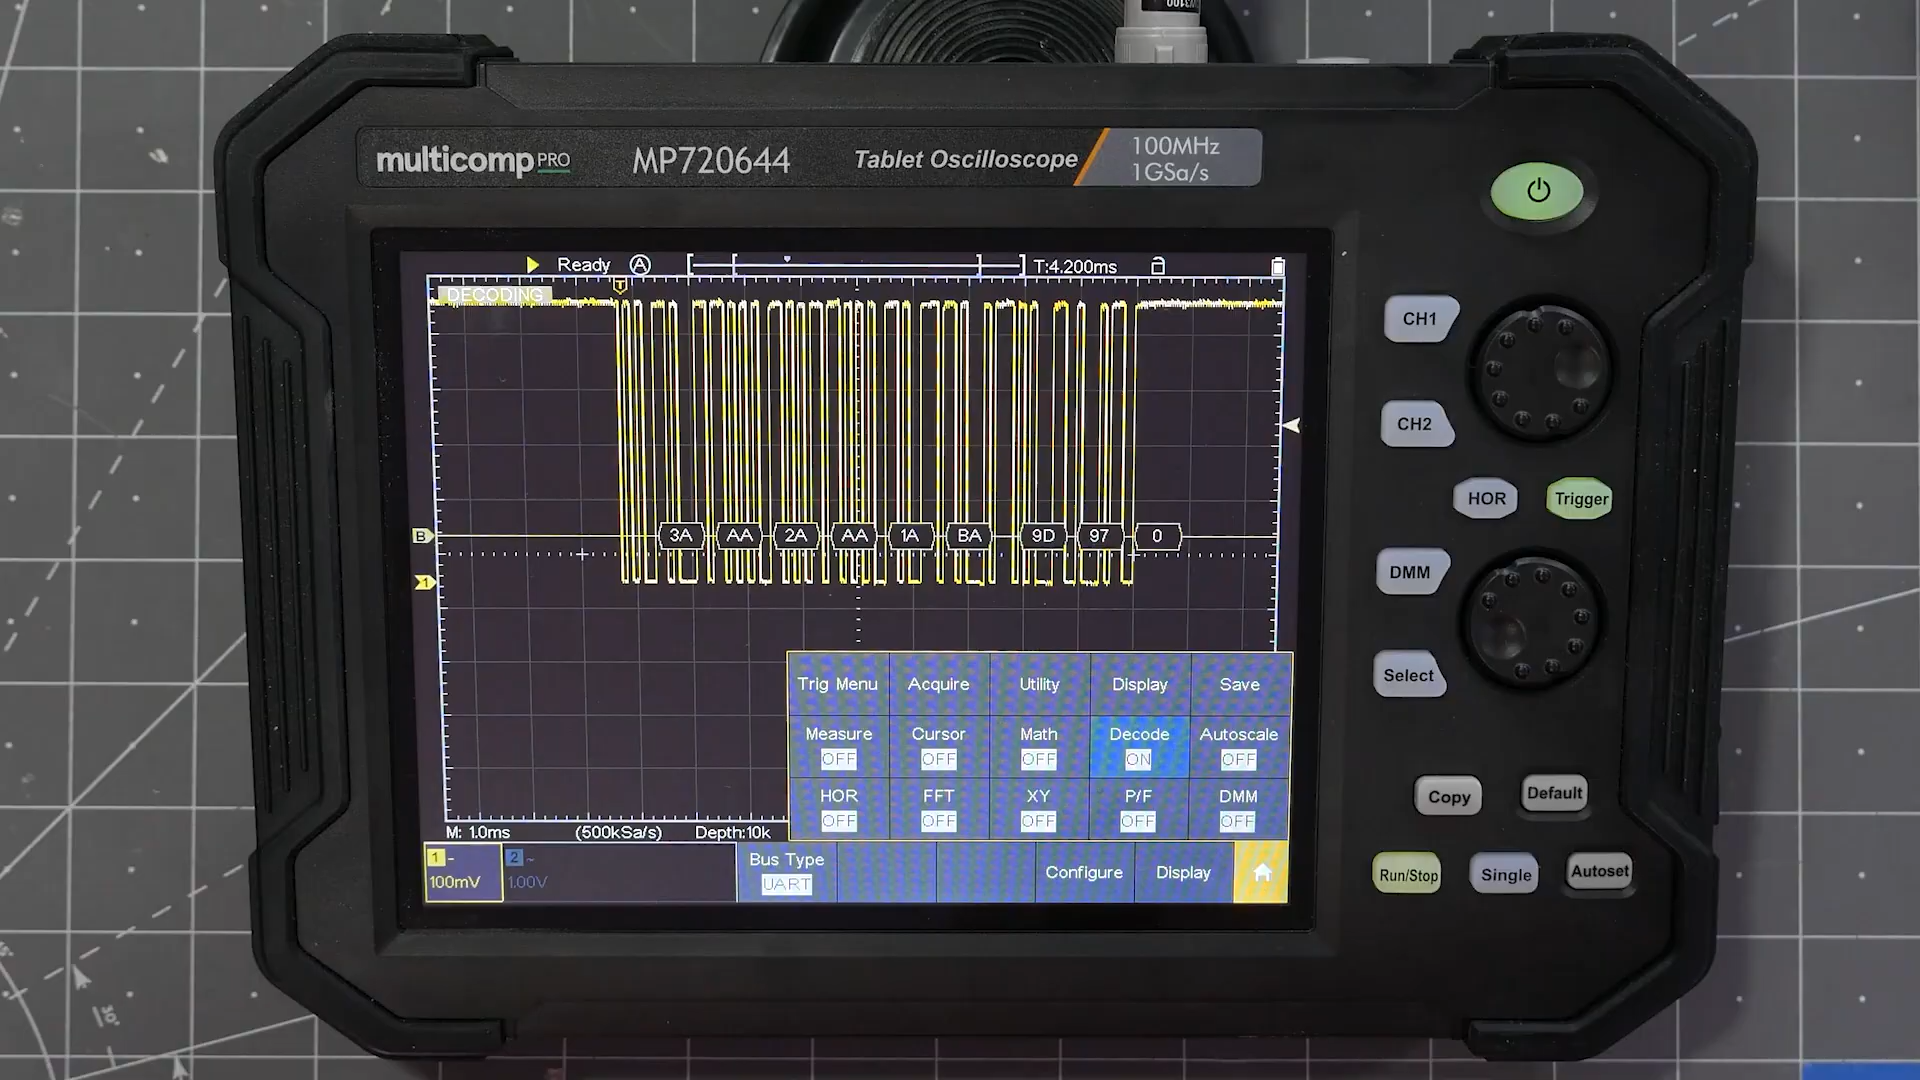 multicomp PRO MP720644 Tablet Oscilloscope 100MHz
1GSa/s
Ready A T:4.200ms
DECODING
T
CH1
CH2
HOR Trigger
B 3A AA 2A AA 1A BA 9D 97 0
1
DMM
Select
Trig Menu Acquire Utility Display Save
Measure Cursor Math Decode Autoscale
OFF OFF OFF ON OFF
HOR FFT XY P/F DMM
OFF OFF OFF OFF OFF
Copy Default
M: 1.0ms (500kSa/s) Depth:10k
1 - 2 ~ Bus Type
100mV 1.00V UART Configure Display
Run/Stop Single Autoset
30°